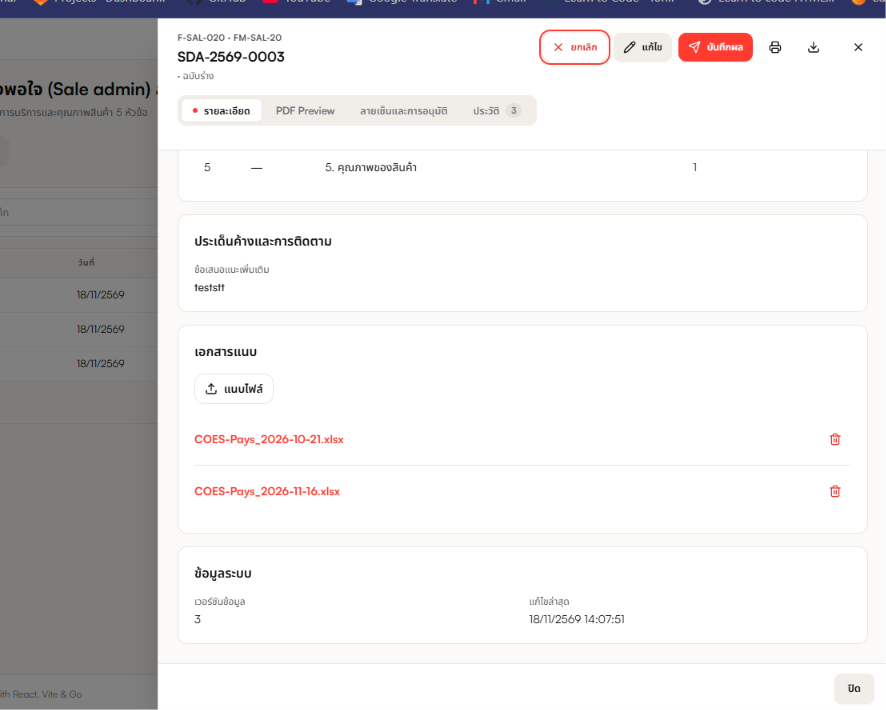 GitHub
YouTube
Google Translate
Gmail
F-SAL-020 · FM-SAL-20
SDA-2569-0003
· ฉบับร่าง
ยกเลิก
แก้ไข
บันทึกผล
รายละเอียด
PDF Preview
ลายเซ็นและการอนุมัติ
ประวัติ 3
พอใจ (Sale admin)
การบริการและคุณภาพสินค้า 5 หัวข้อ
วันที่
18/11/2569
18/11/2569
18/11/2569
5 — 5. คุณภาพของสินค้า 1
ประเด็นค้างและการติดตาม
ข้อเสนอแนะเพิ่มเติม
teststt
เอกสารแนบ
แนบไฟล์
COES-Pays_2026-10-21.xlsx
COES-Pays_2026-11-16.xlsx
ข้อมูลระบบ
เวอร์ชันข้อมูล
3
แก้ไขล่าสุด
18/11/2569 14:07:51
ith React, Vite & Go
ปิด